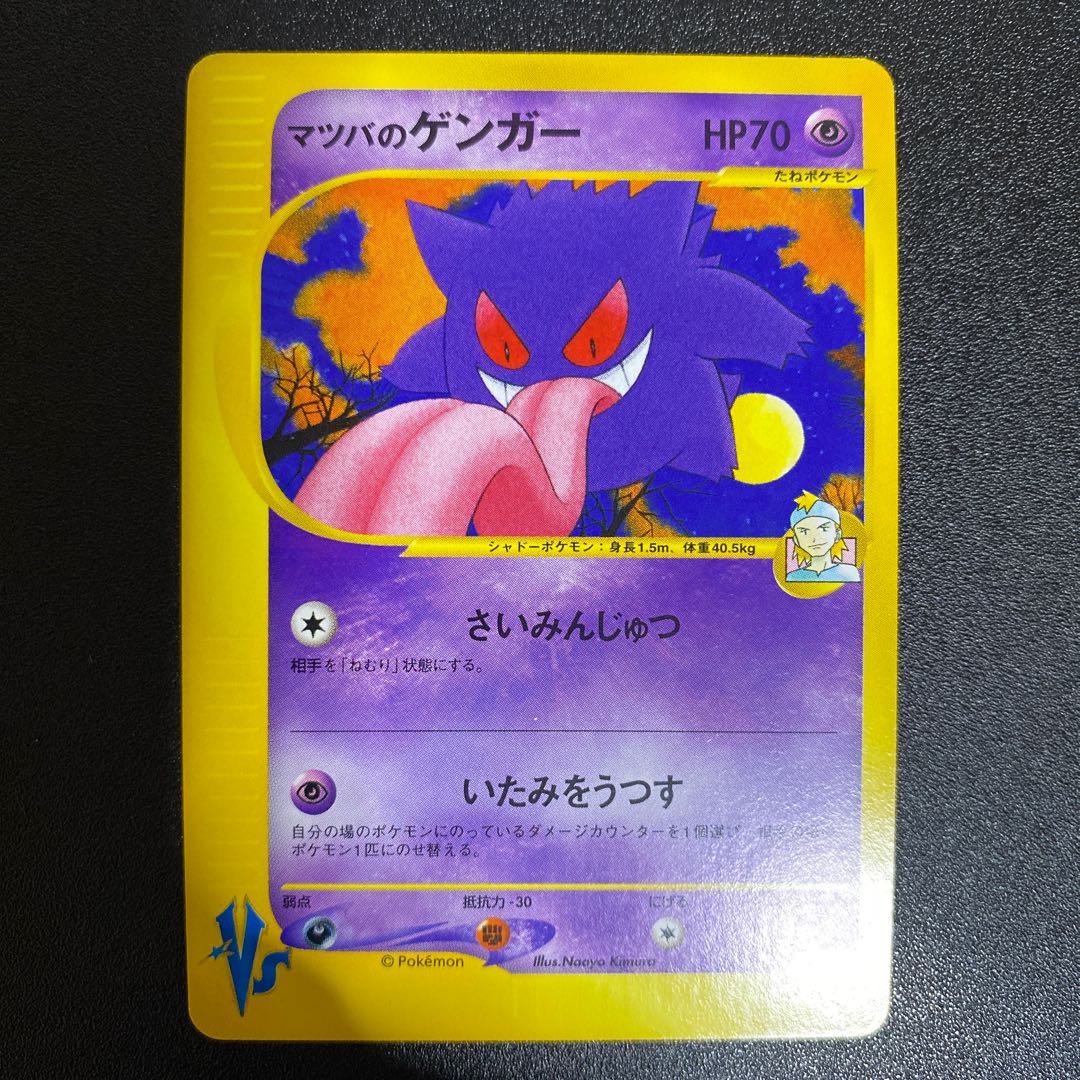 マツバのゲンガー HP70
たねポケモン
シャドーポケモン：身長1.5m、体重40.5kg
さいみんじゅつ
相手を「ねむり」状態にする。
いたみをうつす
自分の場のポケモンにのっているダメージカウンターを1個選び、
ポケモン1匹にのせ替える。
弱点 抵抗力-30 にげる
VS
©Pokémon Illus.Naoyo Kimura